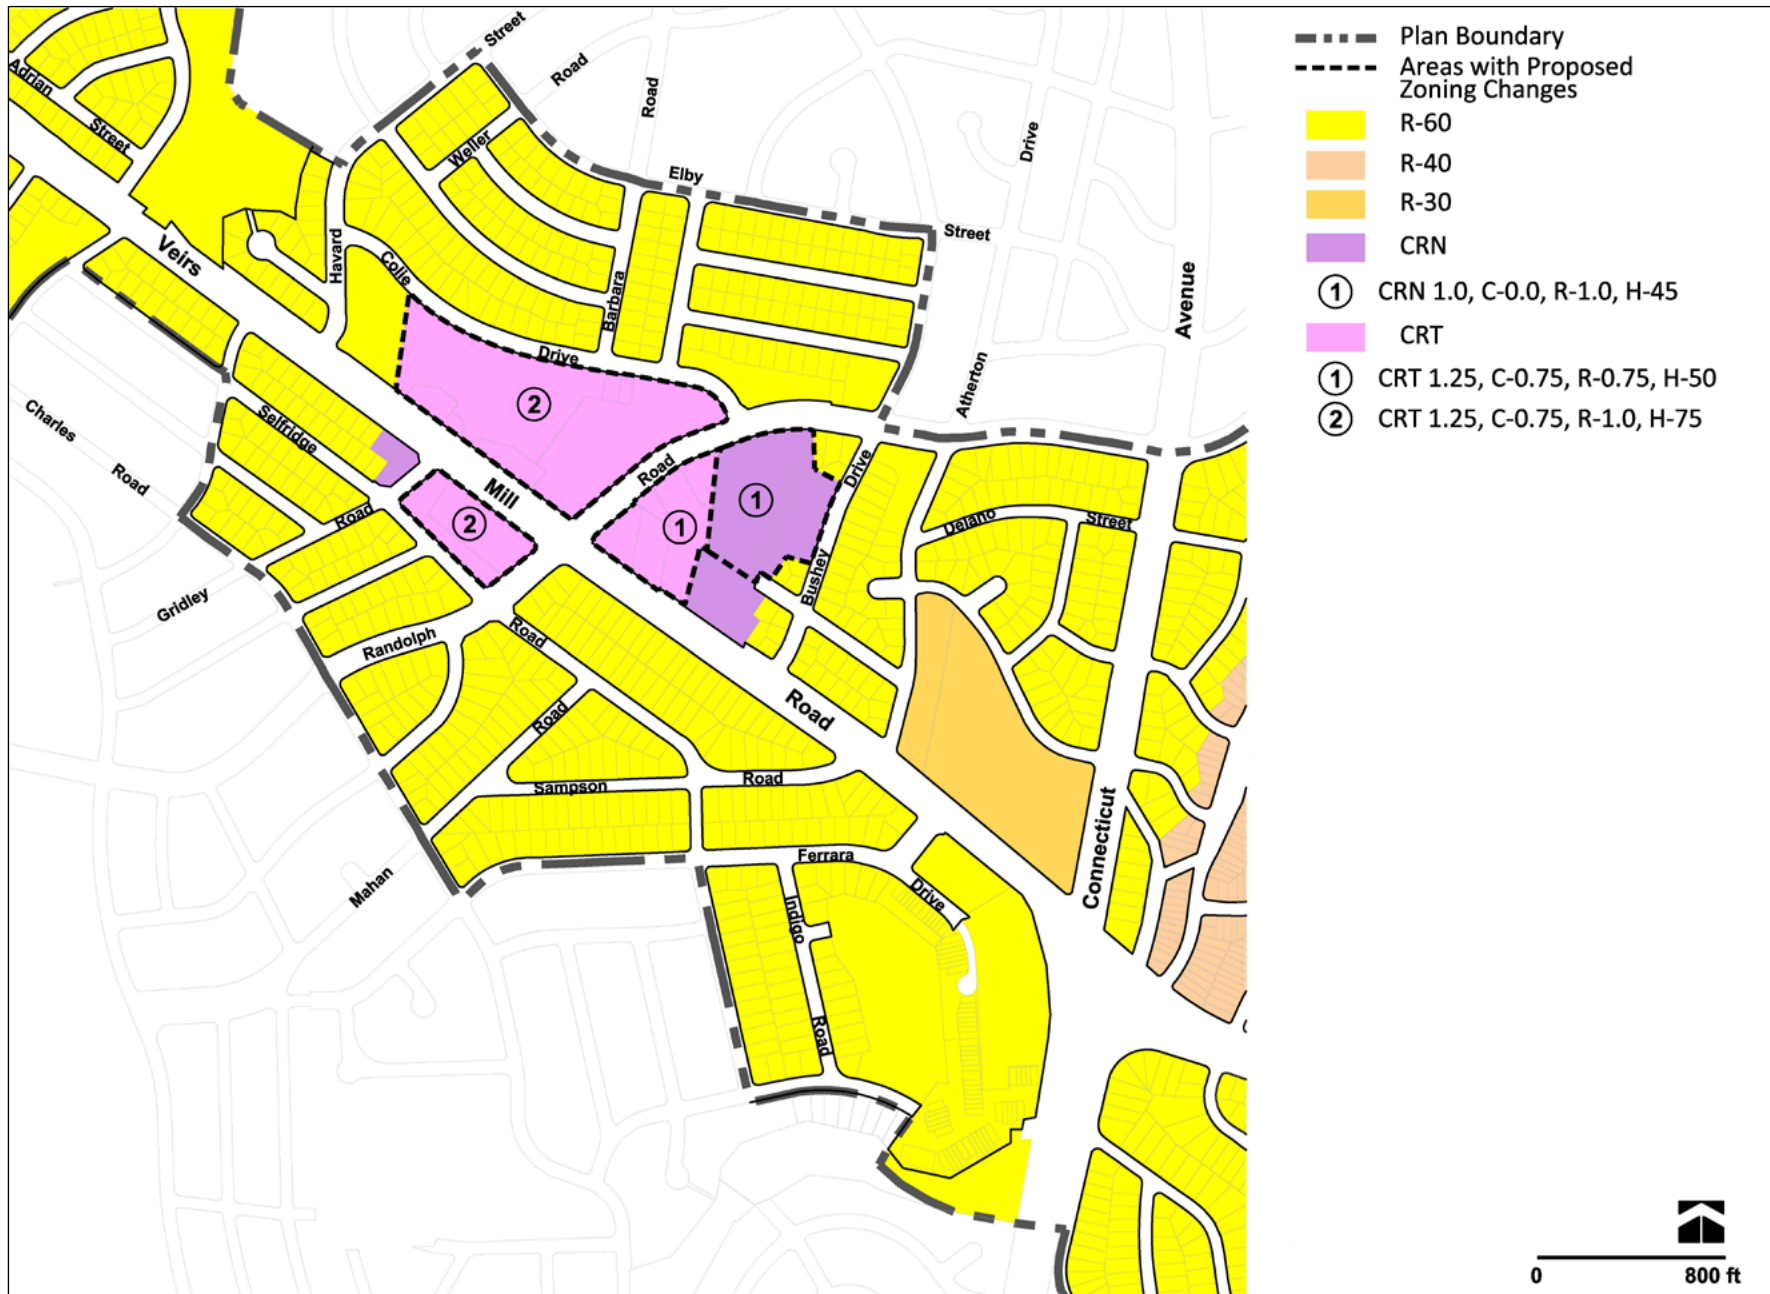 Street
Road
Road
Drive
Adrian
Street
Weller
Elby
Street
Veirs
Havard
Colie
Barbara
Avenue
Drive
Atherton
Charles
Road
Selfridge
Road
2
Mill
2
Road
1
1
Drive
Bushey
Delano
Street
Gridley
Randolph
Road
Road
Road
Sampson
Road
Connecticut
Mahan
Ferrara
Drive
Indigo
Road
Plan Boundary
Areas with Proposed
Zoning Changes
R-60
R-40
R-30
CRN
1 CRN 1.0, C-0.0, R-1.0, H-45
CRT
1 CRT 1.25, C-0.75, R-0.75, H-50
2 CRT 1.25, C-0.75, R-1.0, H-75
0 800 ft